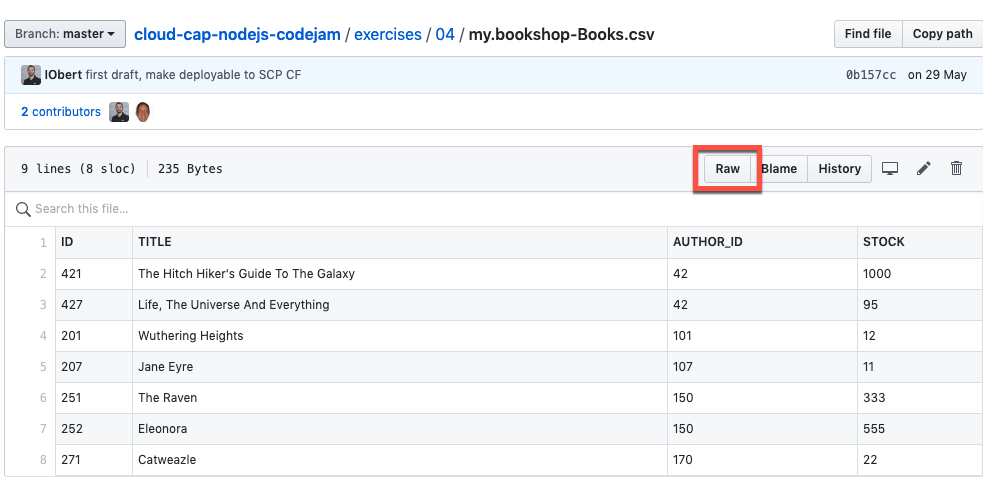 Branch: master cloud-cap-nodejs-codejam / exercises / 04 / my.bookshop-Books.csv Find file Copy path
IObert first draft, make deployable to SCP CF 0b157cc on 29 May
2 contributors
9 lines (8 sloc) 235 Bytes Raw Blame History
Search this file...
1 ID TITLE AUTHOR_ID STOCK
2 421 The Hitch Hiker's Guide To The Galaxy 42 1000
3 427 Life, The Universe And Everything 42 95
4 201 Wuthering Heights 101 12
5 207 Jane Eyre 107 11
6 251 The Raven 150 333
7 252 Eleonora 150 555
8 271 Catweazle 170 22